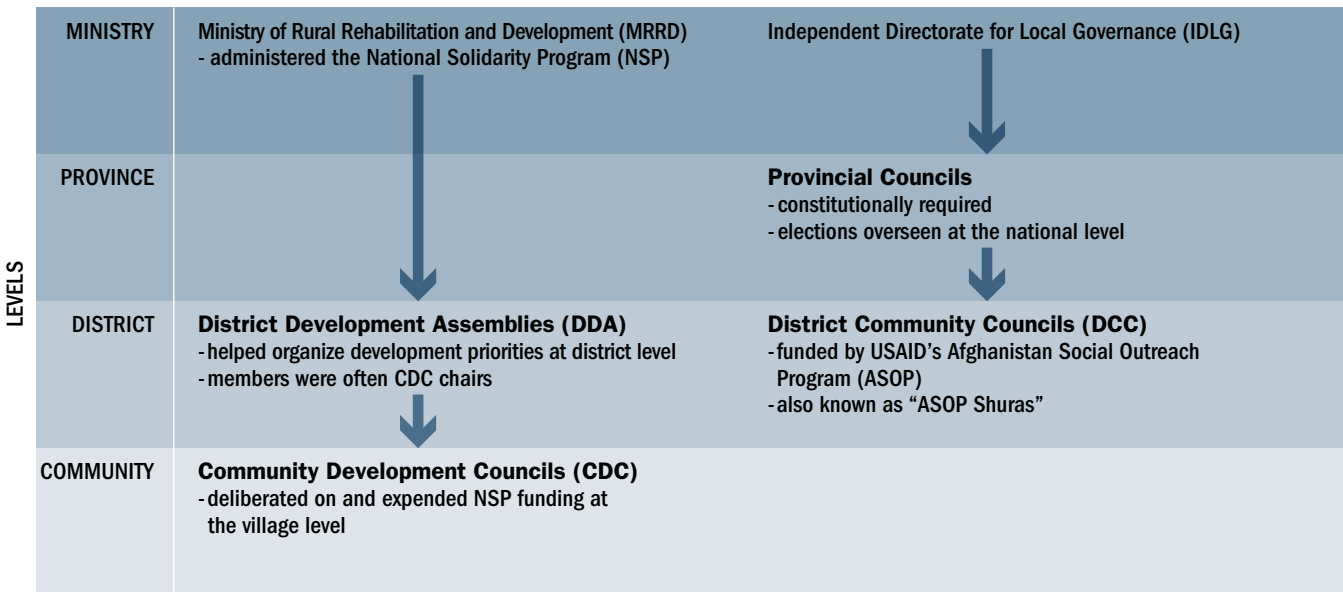 LEVELS
MINISTRY
Ministry of Rural Rehabilitation and Development (MRRD)
- administered the National Solidarity Program (NSP)
Independent Directorate for Local Governance (IDLG)
PROVINCE
Provincial Councils
- constitutionally required
- elections overseen at the national level
DISTRICT
District Development Assemblies (DDA)
- helped organize development priorities at district level
- members were often CDC chairs
District Community Councils (DCC)
- funded by USAID’s Afghanistan Social Outreach
Program (ASOP)
- also known as “ASOP Shuras”
COMMUNITY
Community Development Councils (CDC)
- deliberated on and expended NSP funding at
the village level